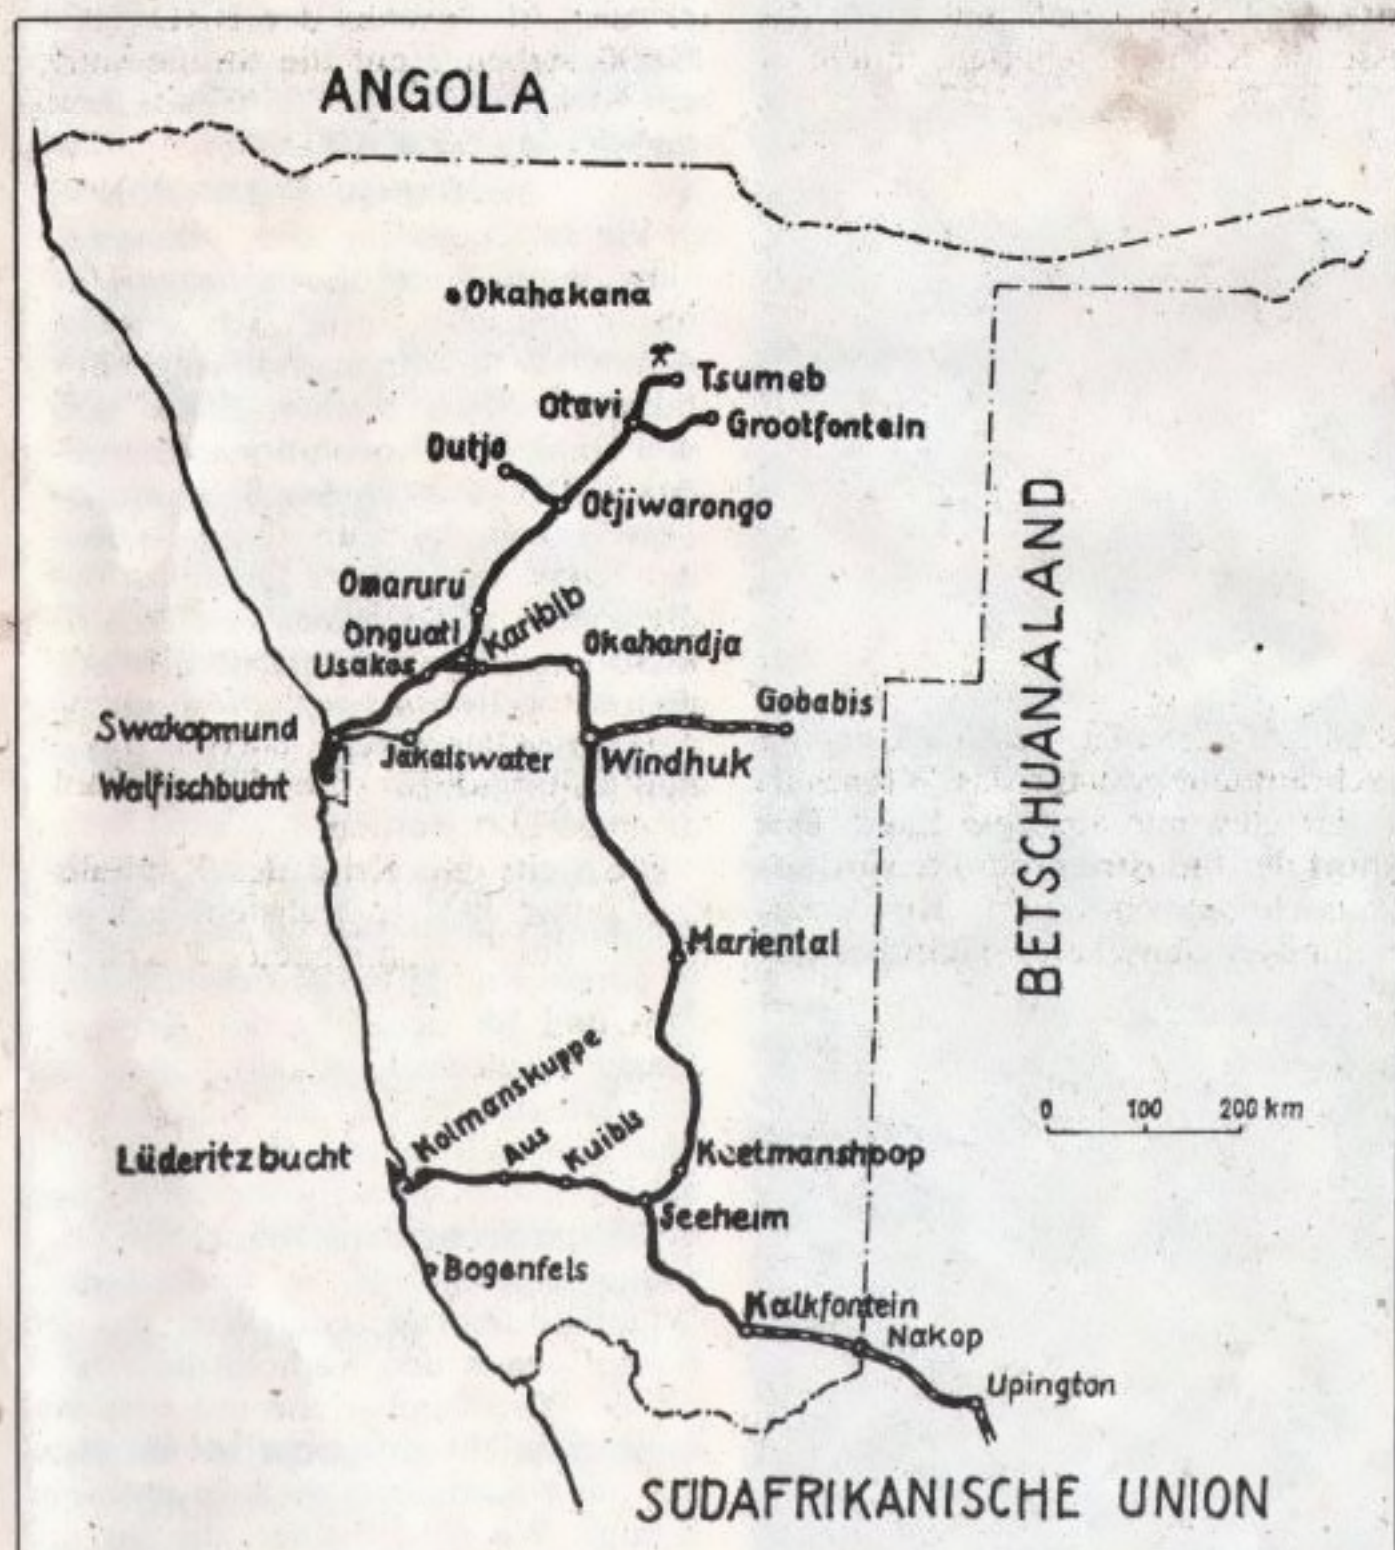 ANGOLA
Okahakana
Tsumeb
Otavi
Grootfontein
Outjo
Otjiwarongo
Omaruru
Karibib
Onguati
Okahandja
Usakos
Gobabis
Swakopmund
Jakalswater
Windhuk
Walfischbucht
BETSCHUANALAND
Mariental
Kolmanskuppe
0 100 200 km
Aus
Kuibis
Lüderitzbucht
Keetmanshoop
Seeheim
Bogenfels
Kalkfontein
Nakop
Upington
SÜDAFRIKANISCHE UNION